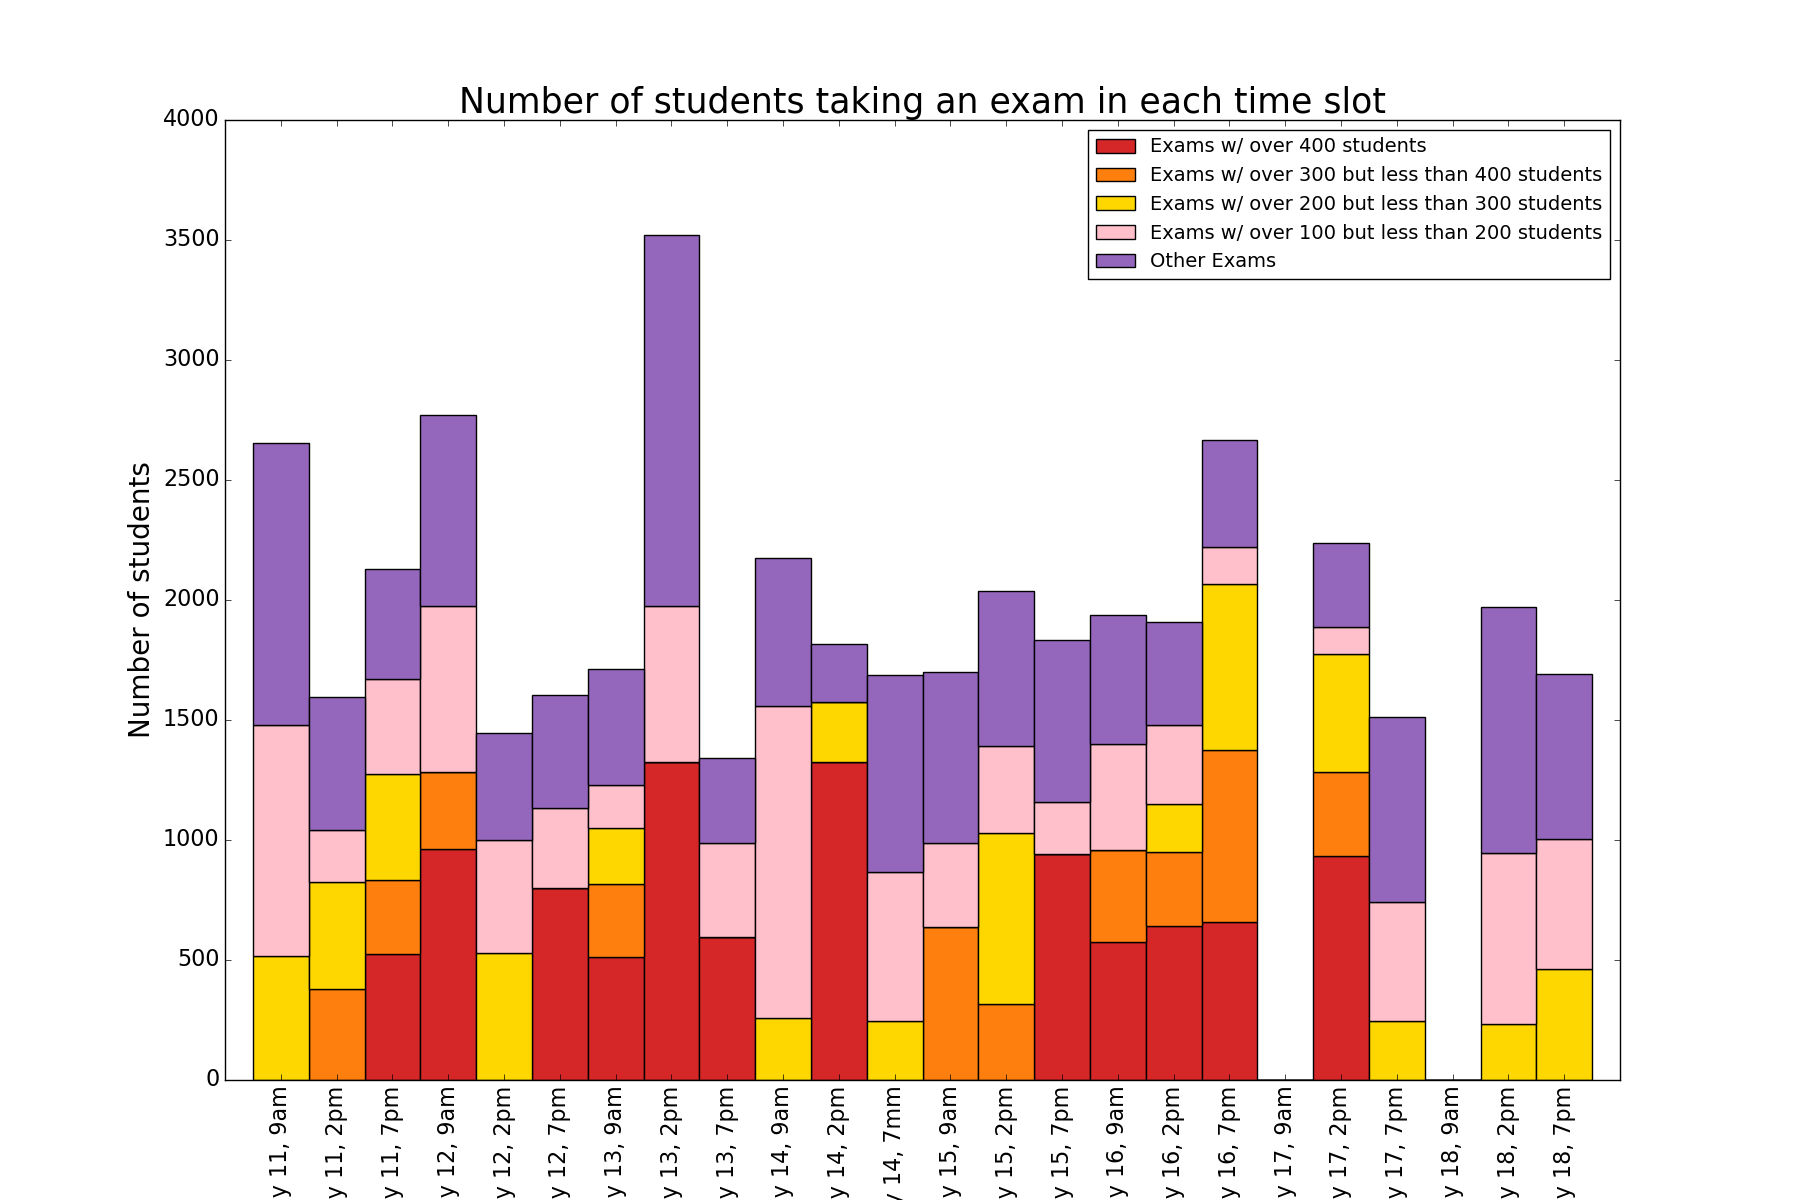 Number of students taking an exam in each time slot
Exams w/ over 400 students
Exams w/ over 300 but less than 400 students
Exams w/ over 200 but less than 300 students
Exams w/ over 100 but less than 200 students
Other Exams
4000
3500
3000
2500
2000
1500
1000
500
0
Number of students
y 11, 9am
y 11, 2pm
y 11, 7pm
y 12, 9am
y 12, 2pm
y 12, 7pm
y 13, 9am
y 13, 2pm
y 13, 7pm
y 14, 9am
y 14, 2pm
y 14, 7mm
y 15, 9am
y 15, 2pm
y 15, 7pm
y 16, 9am
y 16, 2pm
y 16, 7pm
y 17, 9am
y 17, 2pm
y 17, 7pm
y 18, 9am
y 18, 2pm
y 18, 7pm